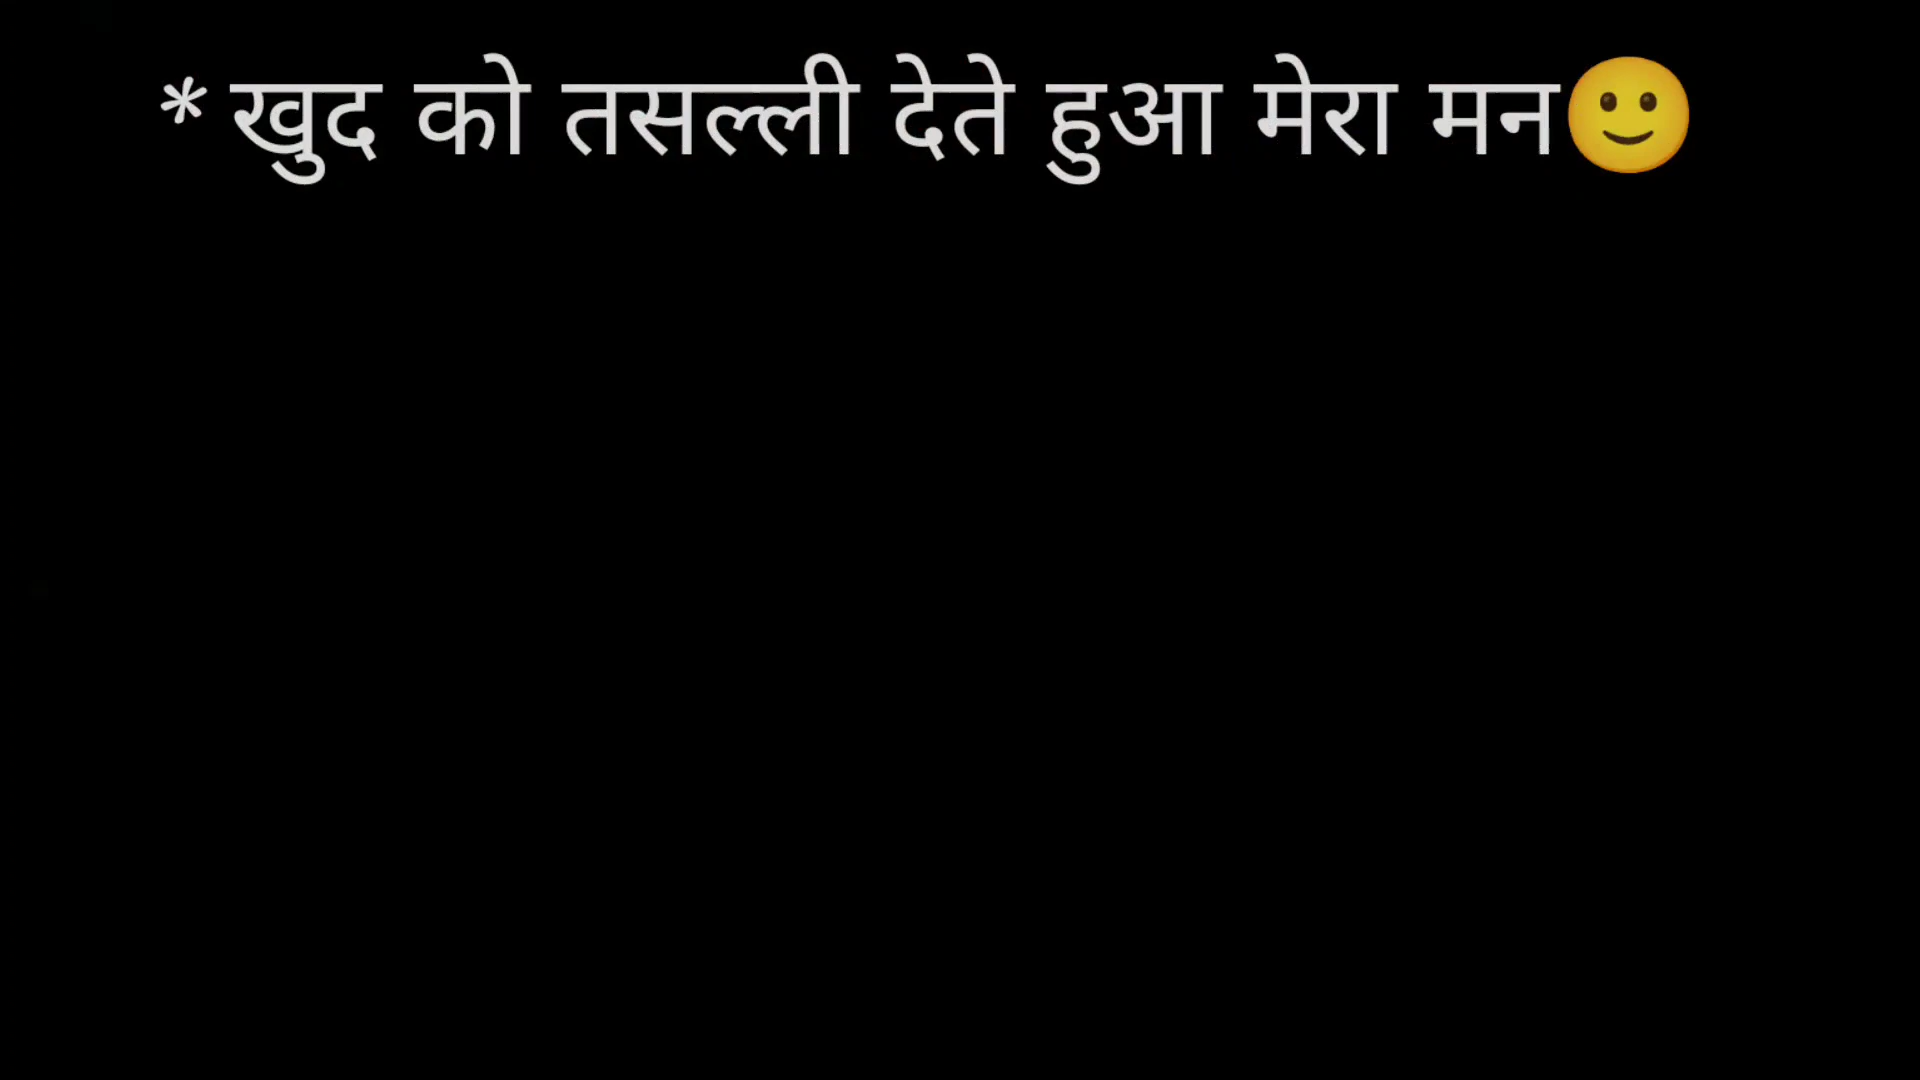 * खुद को तसल्ली देते हुआ मेरा मन🙂